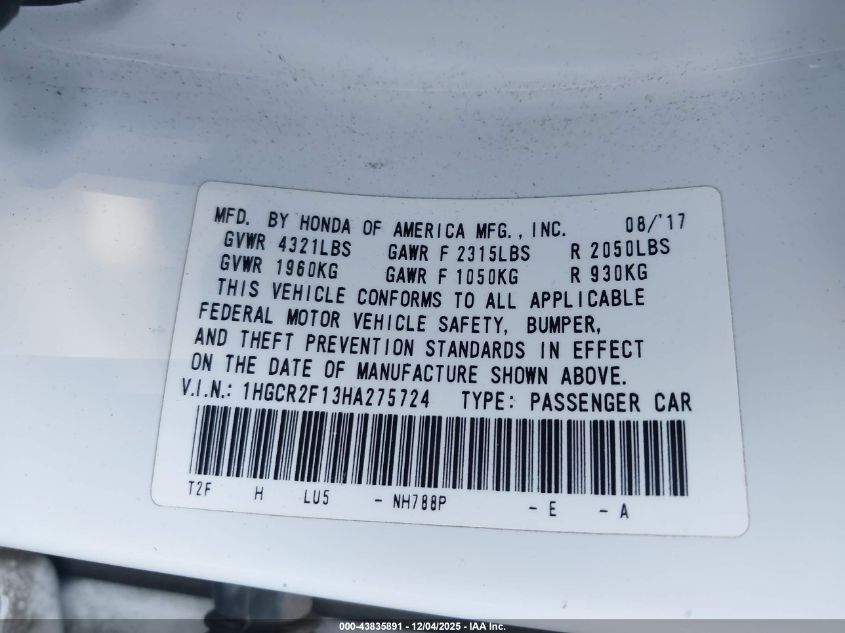 MFD. BY HONDA OF AMERICA MFG., INC. 08/'17
GVWR 4321LBS GAWR F 2315LBS R 2050LBS
GVWR 1960KG GAWR F 1050KG R 930KG
THIS VEHICLE CONFORMS TO ALL APPLICABLE
FEDERAL MOTOR VEHICLE SAFETY, BUMPER,
AND THEFT PREVENTION STANDARDS IN EFFECT
ON THE DATE OF MANUFACTURE SHOWN ABOVE.
V.I.N.: 1HGCR2F13HA275724 TYPE: PASSENGER CAR
T2F H LU5 - NH788P - E - A
000-43835891 - 12/04/2025 - IAA Inc.